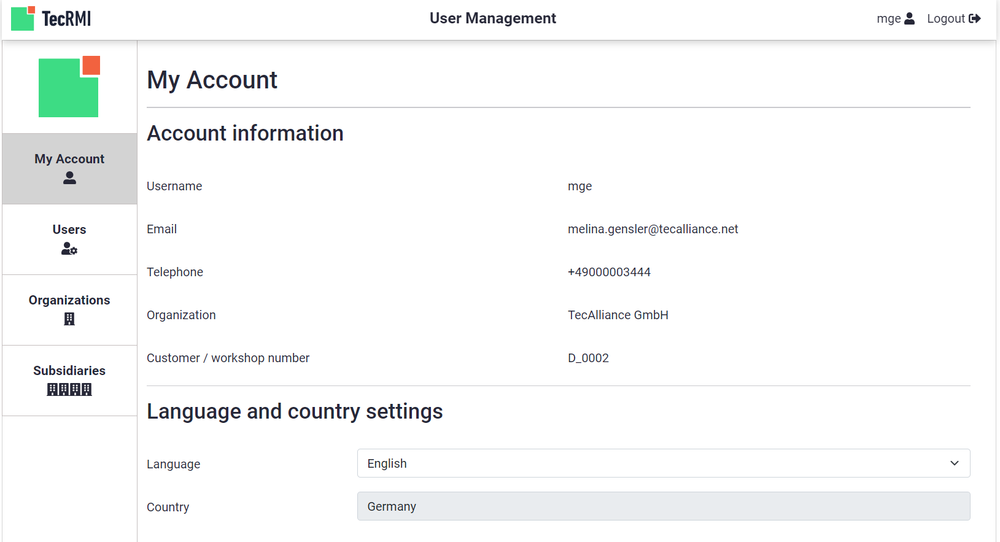 TecRMI
User Management
mge
Logout
My Account
Users
Organizations
Subsidiaries
My Account
Account information
Username mge
Email melina.gensler@tecalliance.net
Telephone +49000003444
Organization TecAlliance GmbH
Customer / workshop number D_0002
Language and country settings
Language English
Country Germany